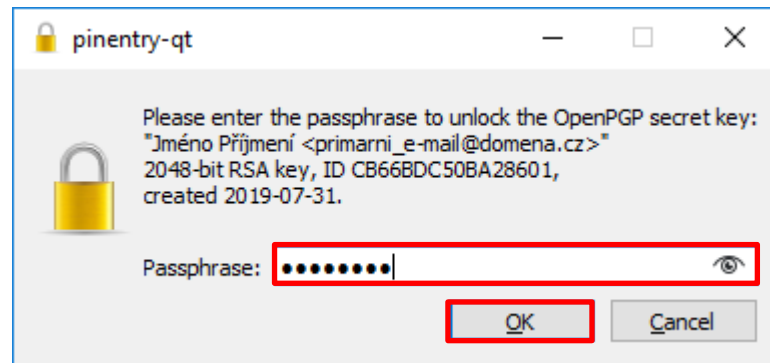 pinentry-qt
Please enter the passphrase to unlock the OpenPGP secret key:
"Jméno Příjmení <primarni_e-mail@domena.cz>"
2048-bit RSA key, ID CB66BDC50BA28601,
created 2019-07-31.
Passphrase: ●●●●●●●●
OK Cancel